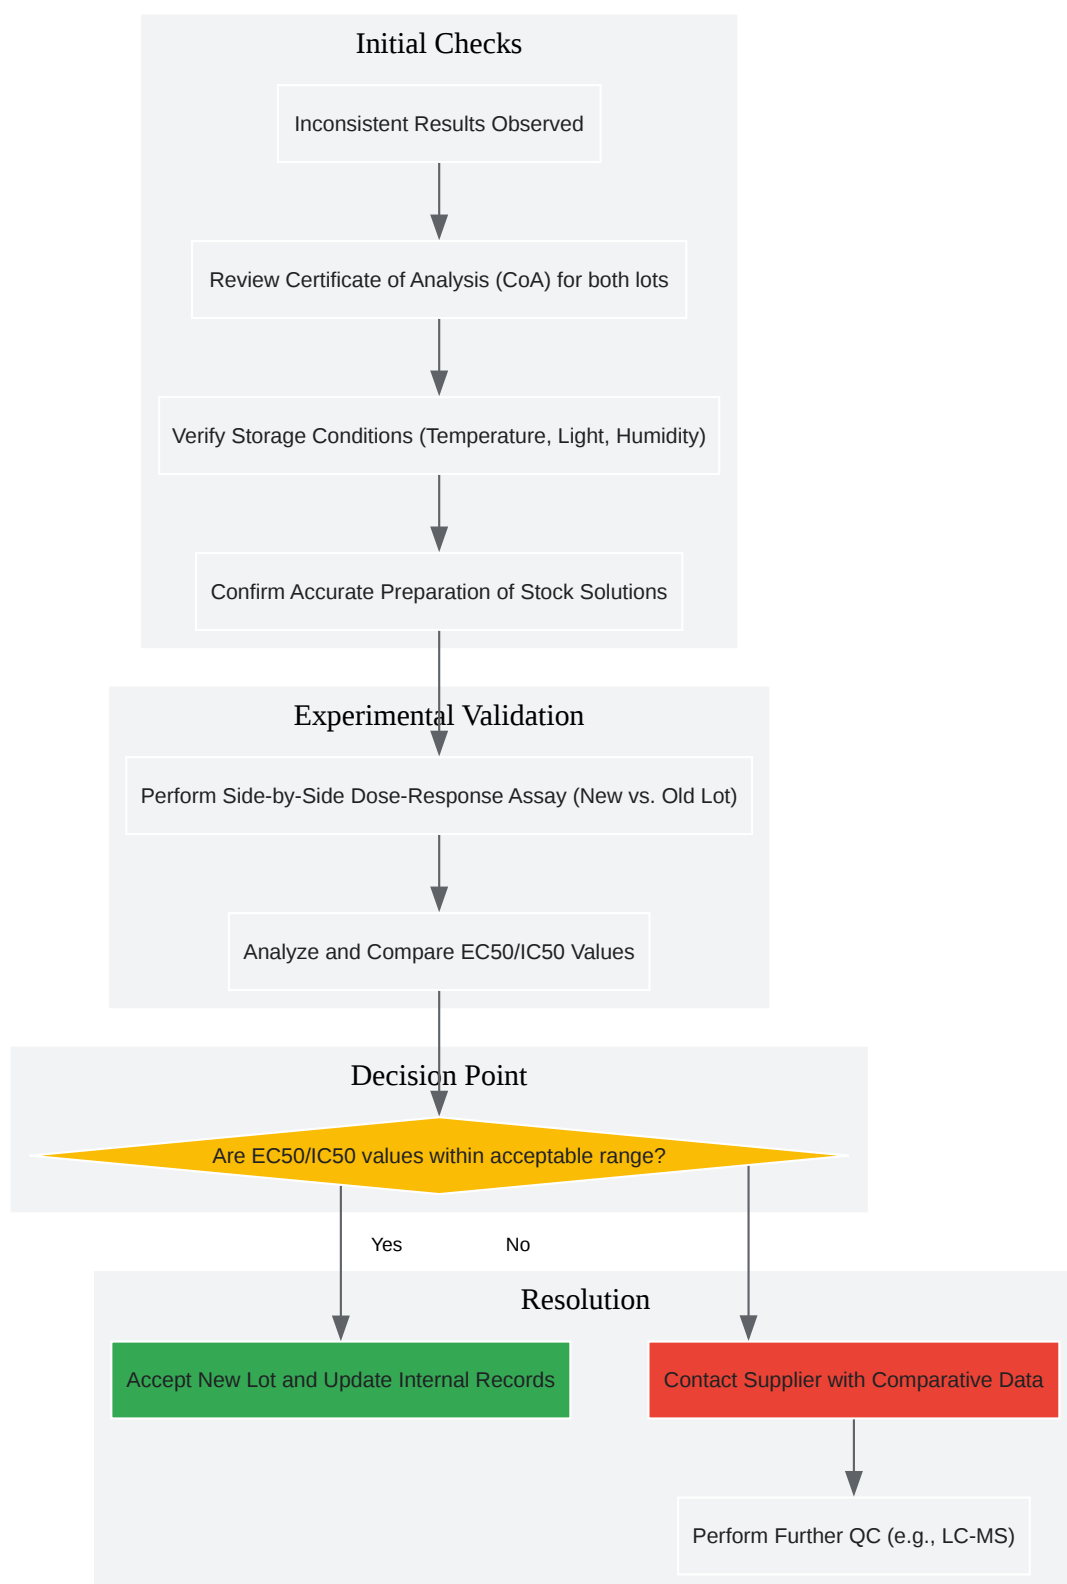 Initial Checks
Inconsistent Results Observed
Review Certificate of Analysis (CoA) for both lots
Verify Storage Conditions (Temperature, Light, Humidity)
Confirm Accurate Preparation of Stock Solutions
Experimental Validation
Perform Side-by-Side Dose-Response Assay (New vs. Old Lot)
Analyze and Compare EC50/IC50 Values
Decision Point
Are EC50/IC50 values within acceptable range?
Yes
No
Resolution
Accept New Lot and Update Internal Records
Contact Supplier with Comparative Data
Perform Further QC (e.g., LC-MS)